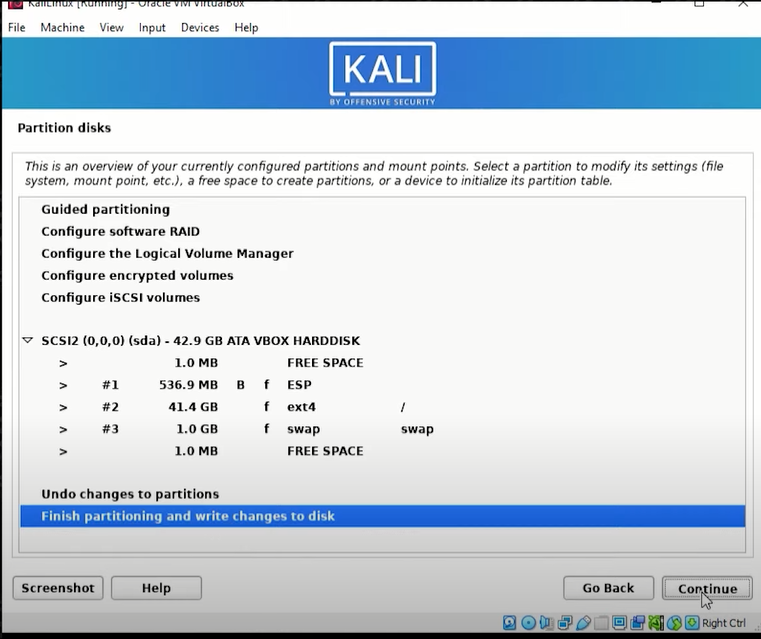 KaliLinux [Running] - Oracle VM VirtualBox
File Machine View Input Devices Help
KALI
BY OFFENSIVE SECURITY
Partition disks
This is an overview of your currently configured partitions and mount points. Select a partition to modify its settings (file
system, mount point, etc.), a free space to create partitions, or a device to initialize its partition table.
Guided partitioning
Configure software RAID
Configure the Logical Volume Manager
Configure encrypted volumes
Configure iSCSI volumes
SCSI2 (0,0,0) (sda) - 42.9 GB ATA VBOX HARDDISK
> 1.0 MB FREE SPACE
> #1 536.9 MB B f ESP
> #2 41.4 GB f ext4 /
> #3 1.0 GB f swap swap
> 1.0 MB FREE SPACE
Undo changes to partitions
Finish partitioning and write changes to disk
Screenshot Help Go Back Continue
Right Ctrl